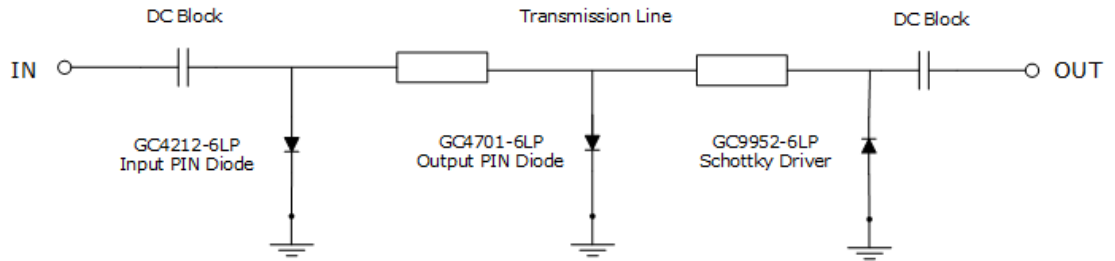 DC Block
Transmission Line
DC Block
IN
OUT
GC4212-6LP
Input PIN Diode
GC4701-6LP
Output PIN Diode
GC9952-6LP
Schottky Driver